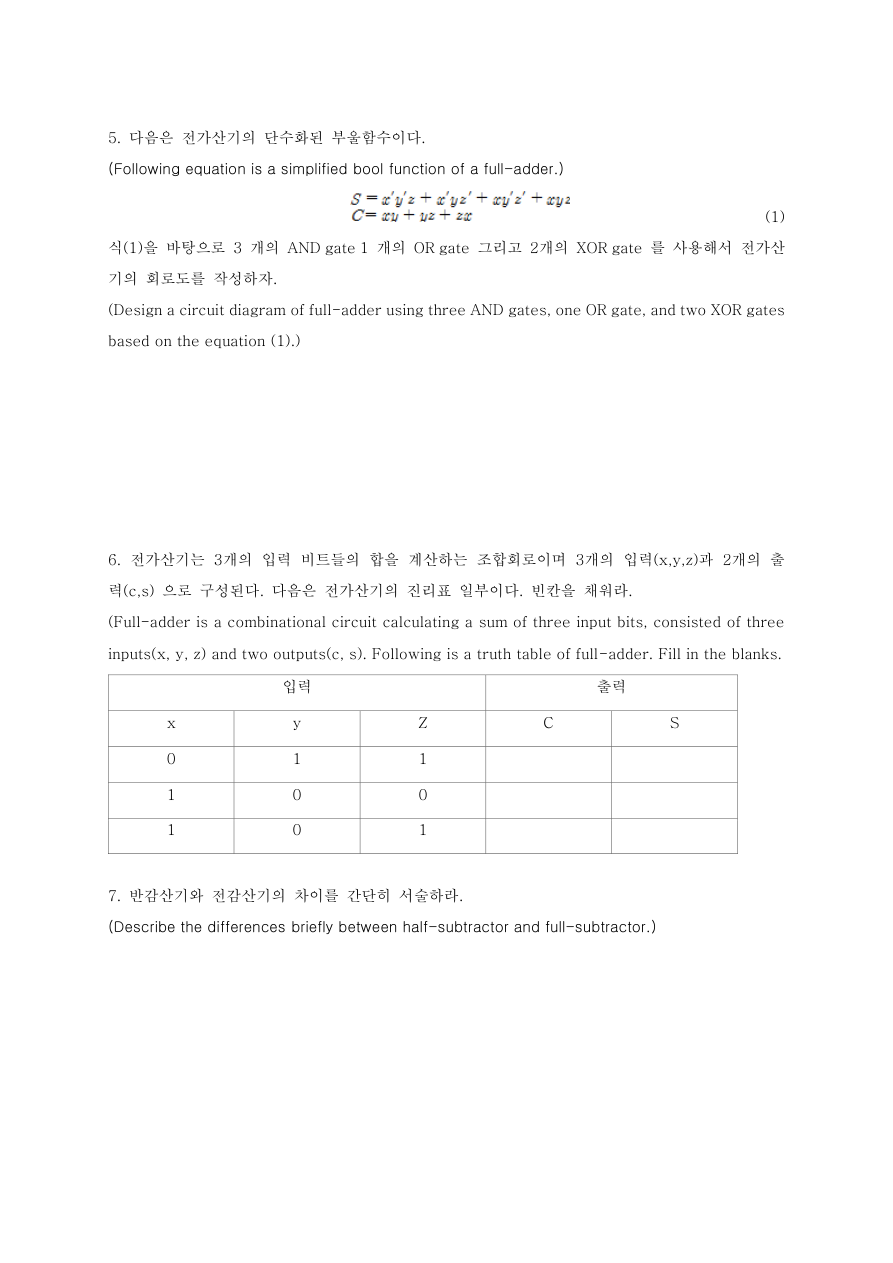 5. 다음은 전가산기의 단수화된 부울함수이다.
(Following equation is a simplified bool function of a full-adder.)
S = x′y′z + x′yz′ + xy′z′ + xyz
C = xy + yz + zx (1)
식(1)을 바탕으로 3 개의 AND gate 1 개의 OR gate 그리고 2개의 XOR gate 를 사용해서 전가산
기의 회로도를 작성하자.
(Design a circuit diagram of full-adder using three AND gates, one OR gate, and two XOR gates
based on the equation (1).)
6. 전가산기는 3개의 입력 비트들의 합을 계산하는 조합회로이며 3개의 입력(x,y,z)과 2개의 출
력(c,s) 으로 구성된다. 다음은 전가산기의 진리표 일부이다. 빈칸을 채워라.
(Full-adder is a combinational circuit calculating a sum of three input bits, consisted of three
inputs(x, y, z) and two outputs(c, s). Following is a truth table of full-adder. Fill in the blanks.
입력 출력
x y Z C S
0 1 1
1 0 0
1 0 1
7. 반감산기와 전감산기의 차이를 간단히 서술하라.
(Describe the differences briefly between half-subtractor and full-subtractor.)